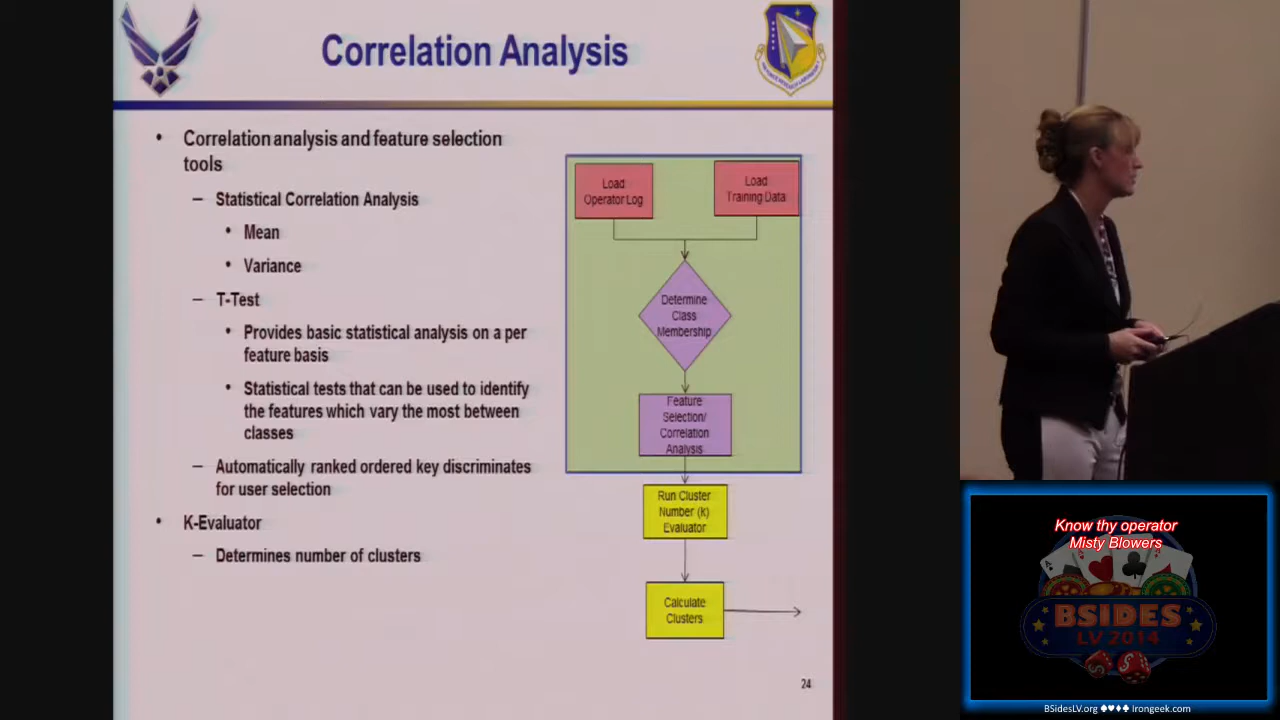 Correlation Analysis
• Correlation analysis and feature selection
tools
– Statistical Correlation Analysis
• Mean
• Variance
– T-Test
• Provides basic statistical analysis on a per
feature basis
• Statistical tests that can be used to identify
the features which vary the most between
classes
– Automatically ranked ordered key discriminates
for user selection
• K-Evaluator
– Determines number of clusters
Load
Operator Log
Load
Training Data
Determine
Class
Membership
Feature
Selection/
Correlation
Analysis
Run Cluster
Number (k)
Evaluator
Calculate
Clusters
24
Know thy operator
Misty Blowers
BSIDES
LV 2014
BSidesLV.org ♠♥♦♣ Irongeek.com